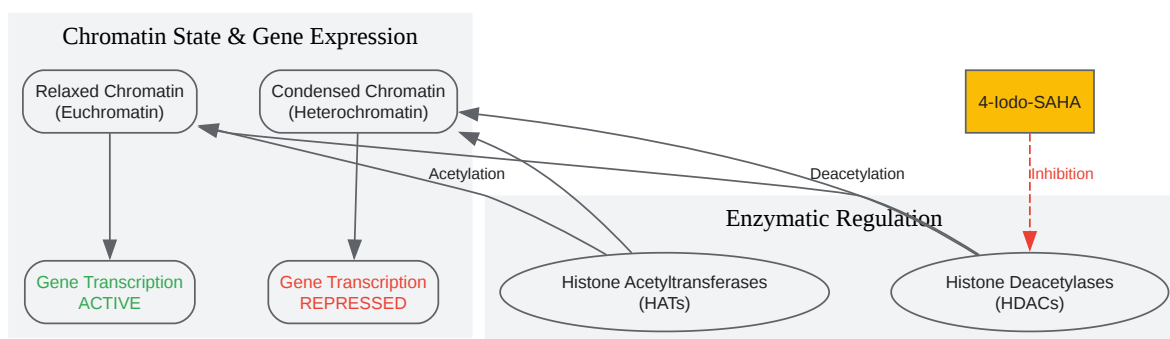 Chromatin State & Gene Expression
Relaxed Chromatin
(Euchromatin)
Condensed Chromatin
(Heterochromatin)
4-Iodo-SAHA
Acetylation
Deacetylation
Inhibition
Enzymatic Regulation
Gene Transcription
ACTIVE
Gene Transcription
REPRESSED
Histone Acetyltransferases
(HATs)
Histone Deacetylases
(HDACs)